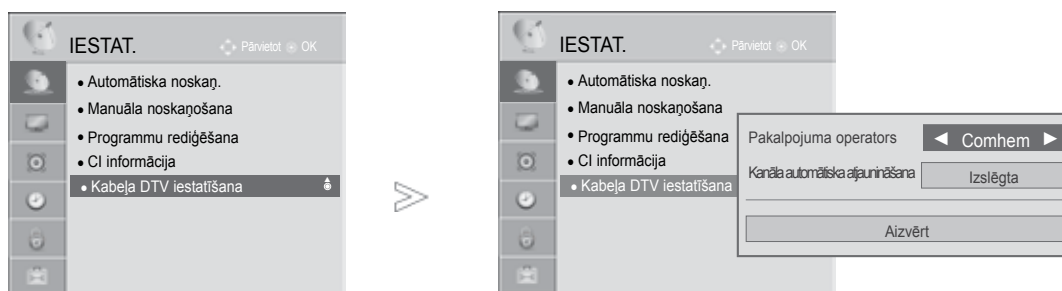 IESTAT.
Pārvietot OK
• Automātiska noskaņ.
• Manuāla noskaņošana
• Programmu rediģēšana
• CI informācija
• Kabeļa DTV iestatīšana
IESTAT.
Pārvietot OK
• Automātiska noskaņ.
• Manuāla noskaņošana
• Programmu rediģēšana
• CI informācija
• Kabeļa DTV iestatīšana
Pakalpojuma operators ◄ Comhem ►
Kanāla automātiska atjaunināšana Izslēgta
Aizvērt